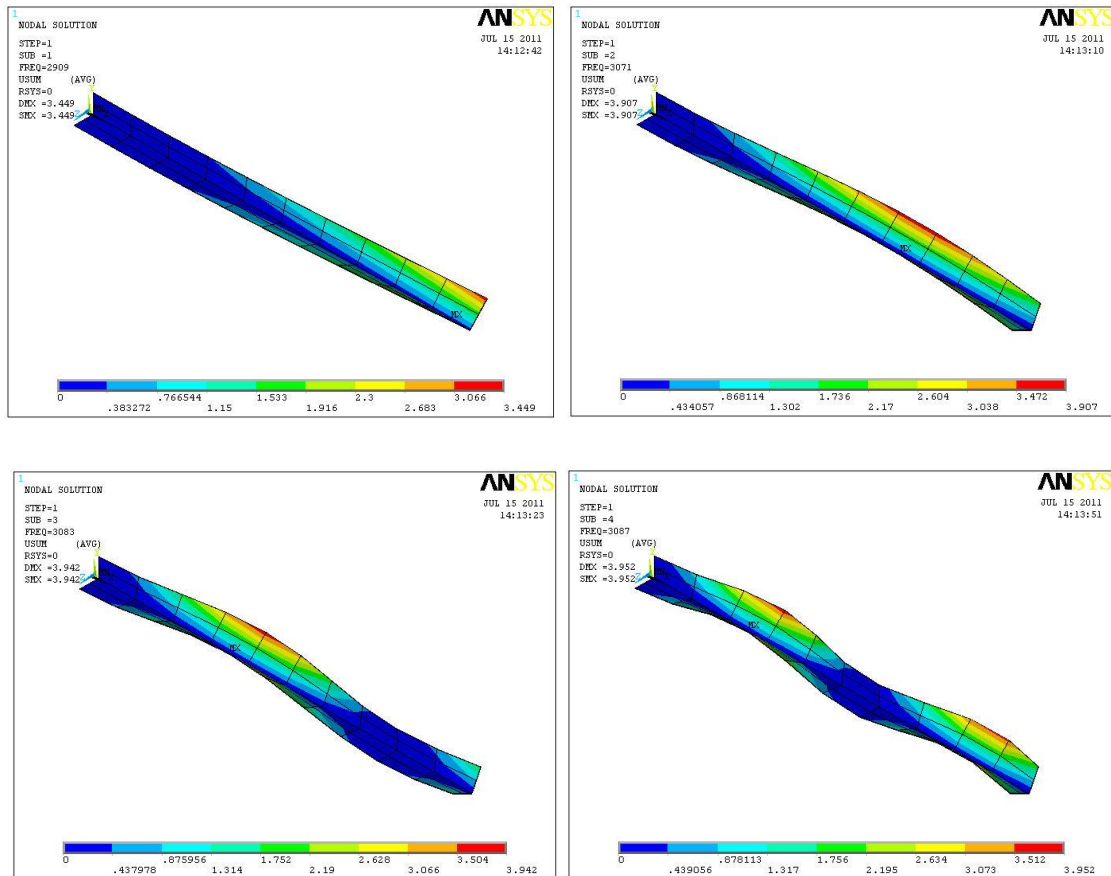 1
ANSYS
NODAL SOLUTION
JUL 15 2011
14:12:42
STEP=1
SUB =1
FREQ=2909
USUM (AVG)
RSYS=0
DMX =3.449
SMX =3.449
MX
0 .766544 1.533 2.3 3.066
.383272 1.15 1.916 2.683 3.449
1
ANSYS
NODAL SOLUTION
JUL 15 2011
14:13:10
STEP=1
SUB =2
FREQ=3071
USUM (AVG)
RSYS=0
DMX =3.907
SMX =3.907
MX
0 .868114 1.736 2.604 3.472
.434057 1.302 2.17 3.038 3.907
1
ANSYS
NODAL SOLUTION
JUL 15 2011
14:13:23
STEP=1
SUB =3
FREQ=3083
USUM (AVG)
RSYS=0
DMX =3.942
SMX =3.942
MX
0 .875956 1.752 2.628 3.504
.437978 1.314 2.19 3.066 3.942
1
ANSYS
NODAL SOLUTION
JUL 15 2011
14:13:51
STEP=1
SUB =4
FREQ=3087
USUM (AVG)
RSYS=0
DMX =3.952
SMX =3.952
MX
0 .878113 1.756 2.634 3.512
.439056 1.317 2.195 3.073 3.952